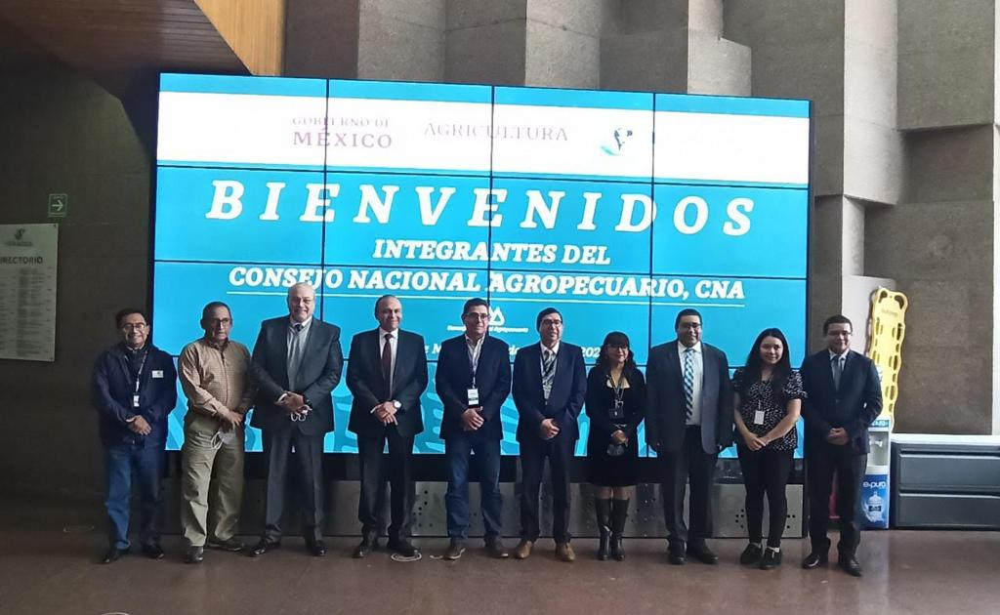 GOBIERNO DE
MÉXICO
AGRICULTURA
BIENVENIDOS
INTEGRANTES DEL
CONSEJO NACIONAL AGROPECUARIO, CNA
DIRECTORIO
e-pura